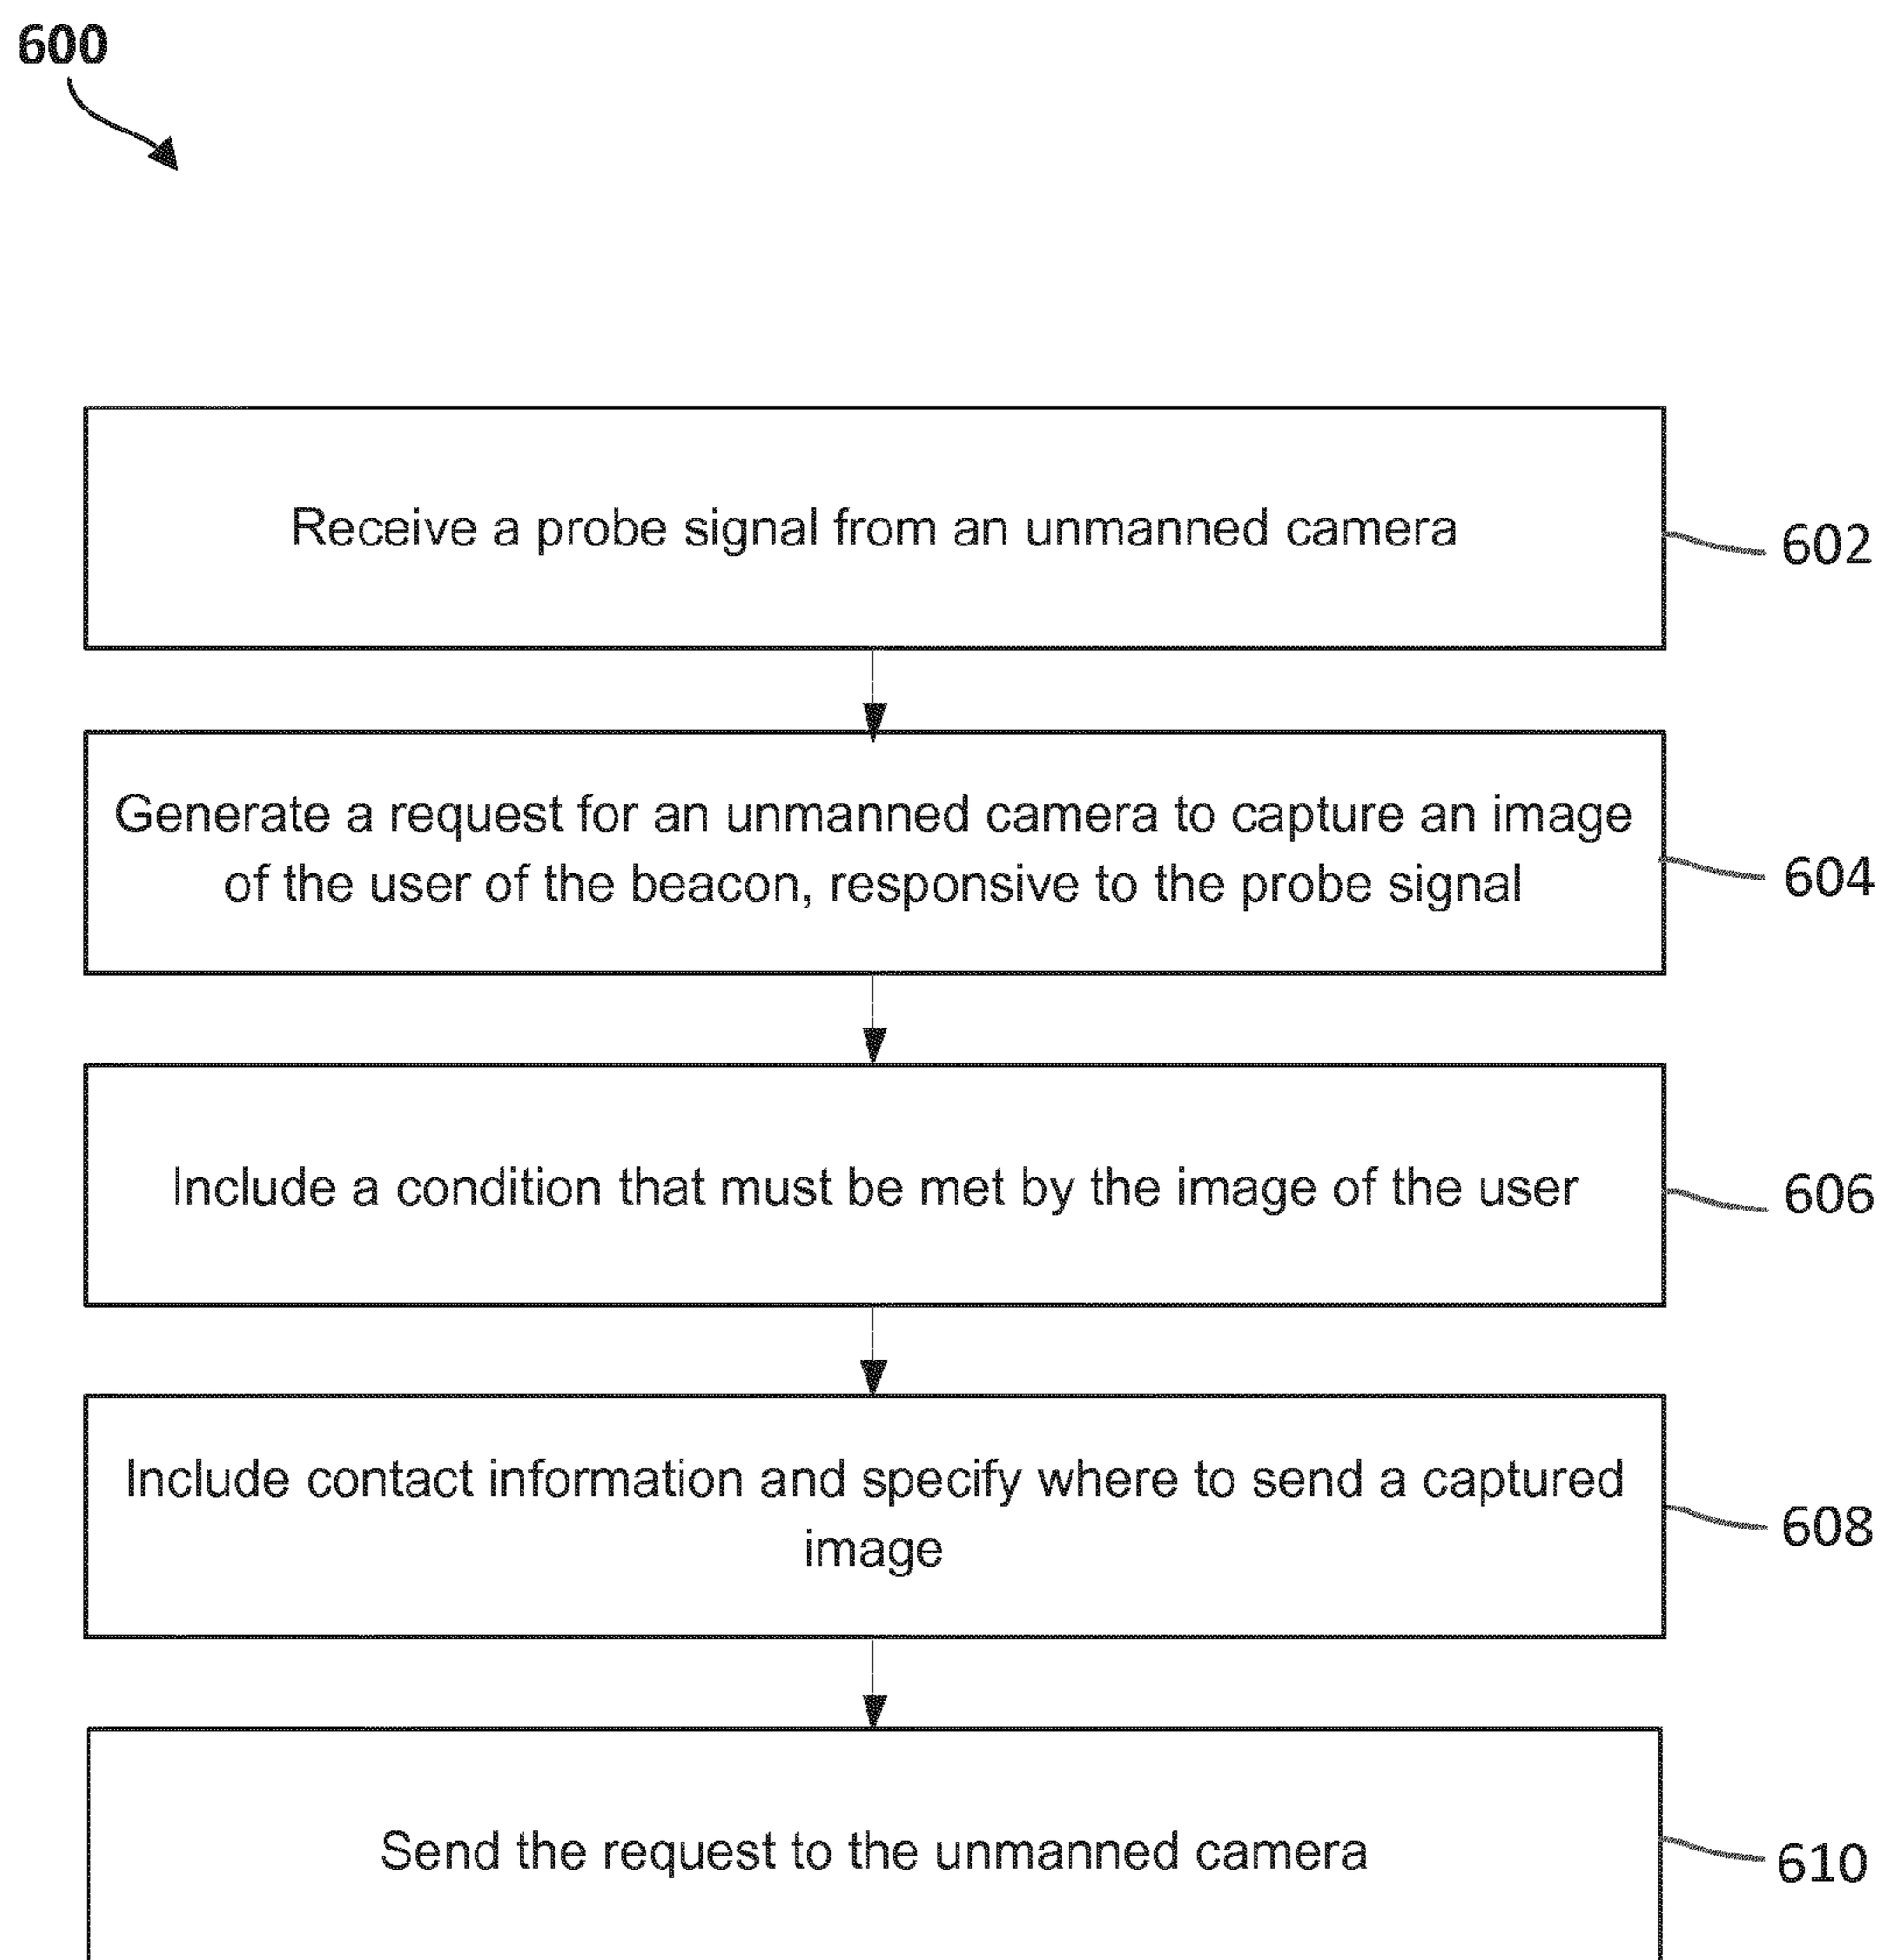 600
Receive a probe signal from an unmanned camera
602
Generate a request for an unmanned camera to capture an image
of the user of the beacon, responsive to the probe signal
604
Include a condition that must be met by the image of the user
606
Include contact information and specify where to send a captured
image
608
Send the request to the unmanned camera
610